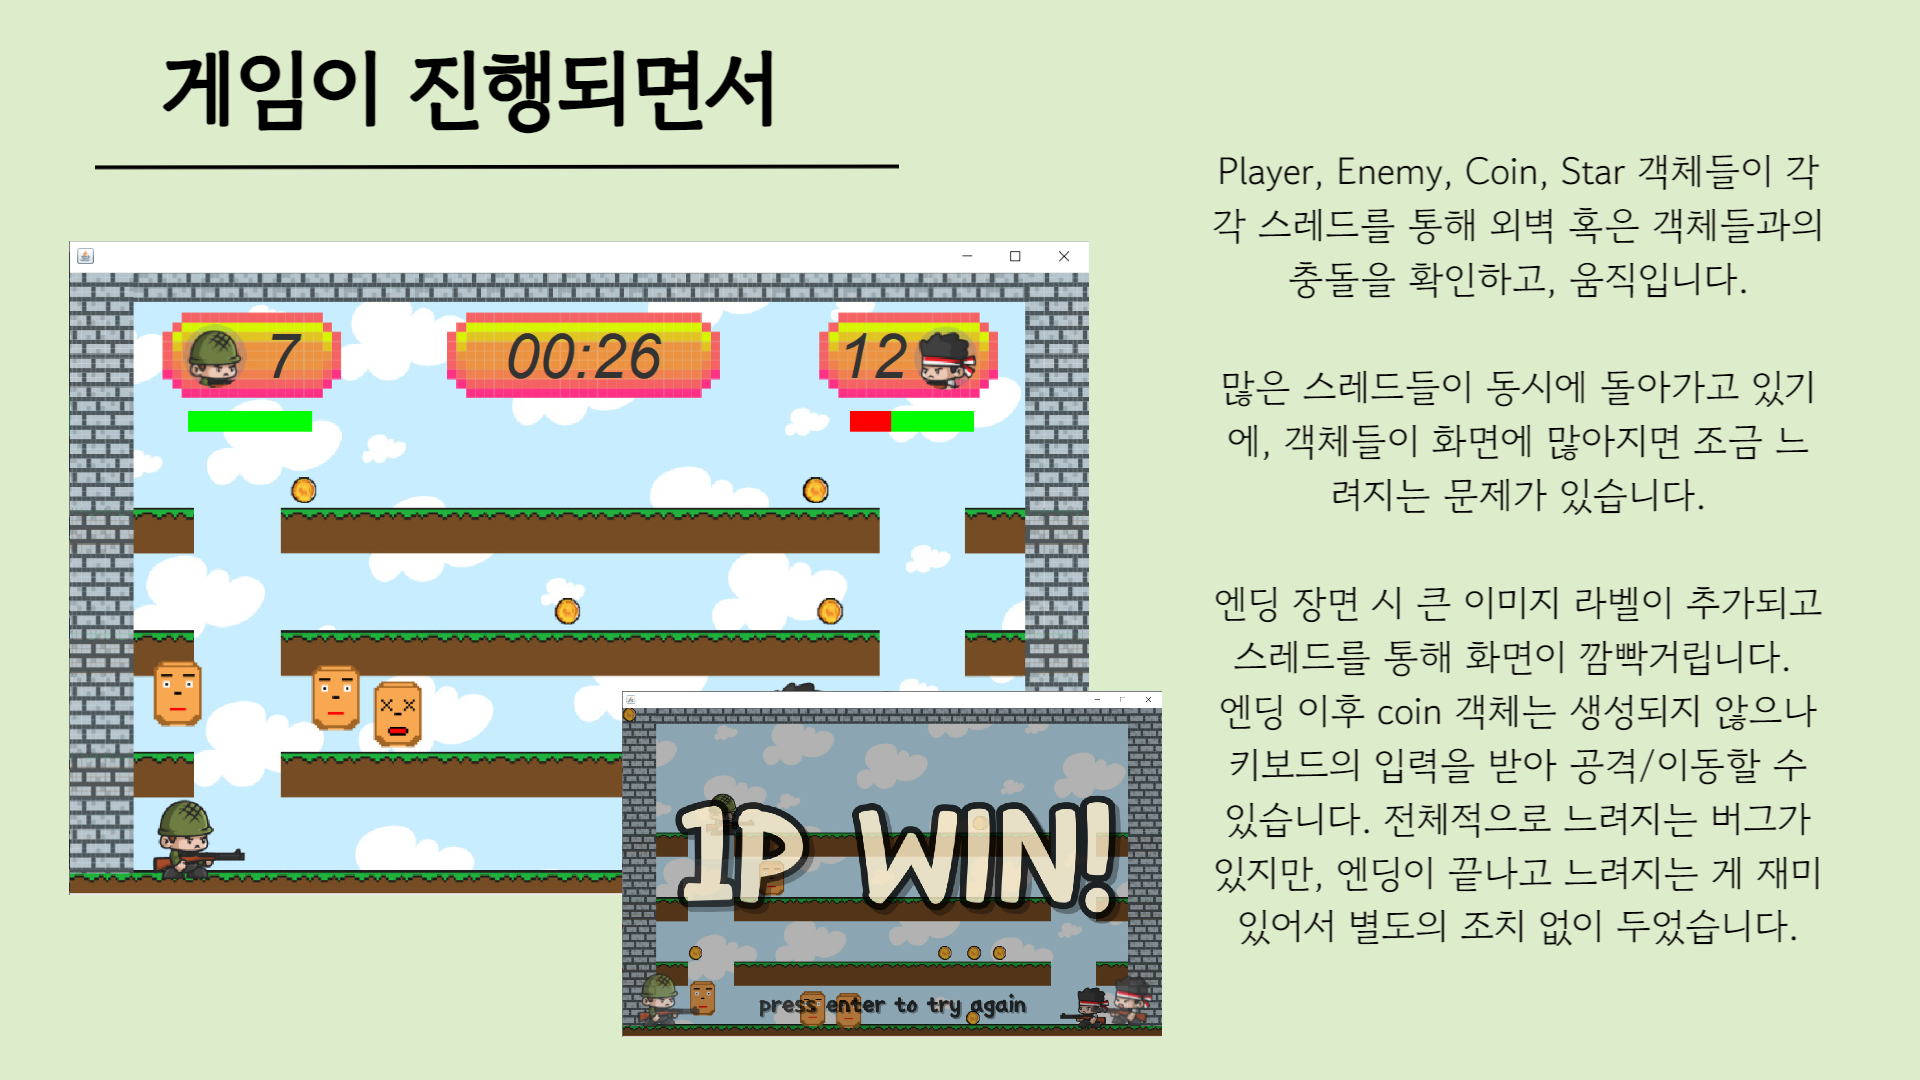 게임이 진행되면서
7
00:26
12
1P WIN!
press enter to try again
Player, Enemy, Coin, Star 객체들이 각
각 스레드를 통해 외벽 혹은 객체들과의
충돌을 확인하고, 움직입니다.
많은 스레드들이 동시에 돌아가고 있기
에, 객체들이 화면에 많아지면 조금 느
려지는 문제가 있습니다.
엔딩 장면 시 큰 이미지 라벨이 추가되고
스레드를 통해 화면이 깜빡거립니다.
엔딩 이후 coin 객체는 생성되지 않으나
키보드의 입력을 받아 공격/이동할 수
있습니다. 전체적으로 느려지는 버그가
있지만, 엔딩이 끝나고 느려지는 게 재미
있어서 별도의 조치 없이 두었습니다.